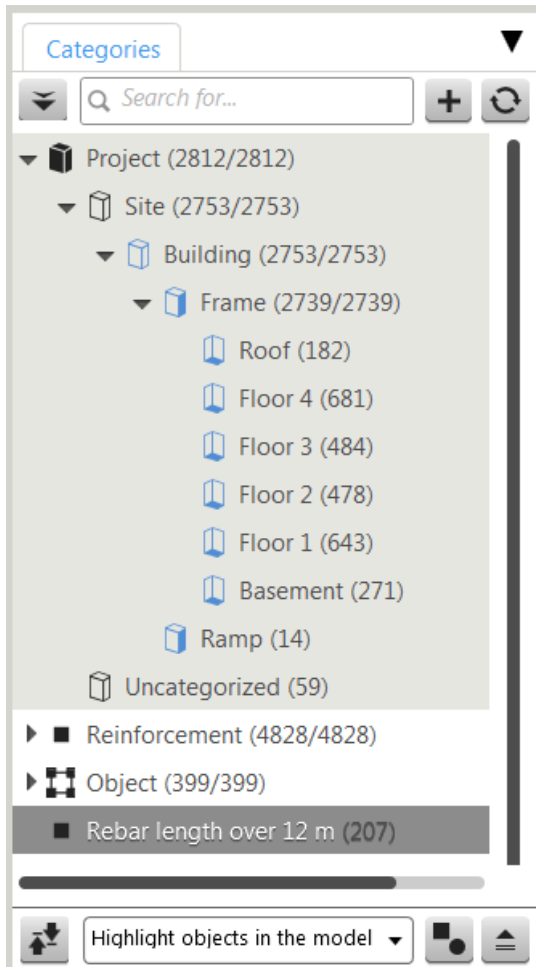 Categories
Search for...
Project (2812/2812)
Site (2753/2753)
Building (2753/2753)
Frame (2739/2739)
Roof (182)
Floor 4 (681)
Floor 3 (484)
Floor 2 (478)
Floor 1 (643)
Basement (271)
Ramp (14)
Uncategorized (59)
Reinforcement (4828/4828)
Object (399/399)
Rebar length over 12 m (207)
Highlight objects in the model